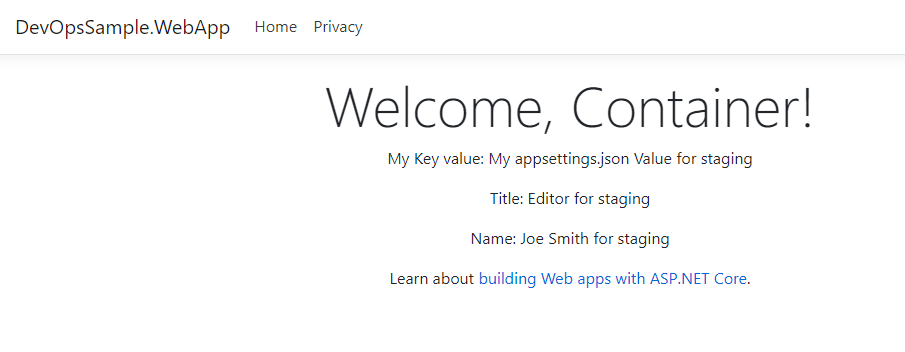 DevOpsSample.WebApp Home Privacy
Welcome, Container!
My Key value: My appsettings.json Value for staging
Title: Editor for staging
Name: Joe Smith for staging
Learn about building Web apps with ASP.NET Core.